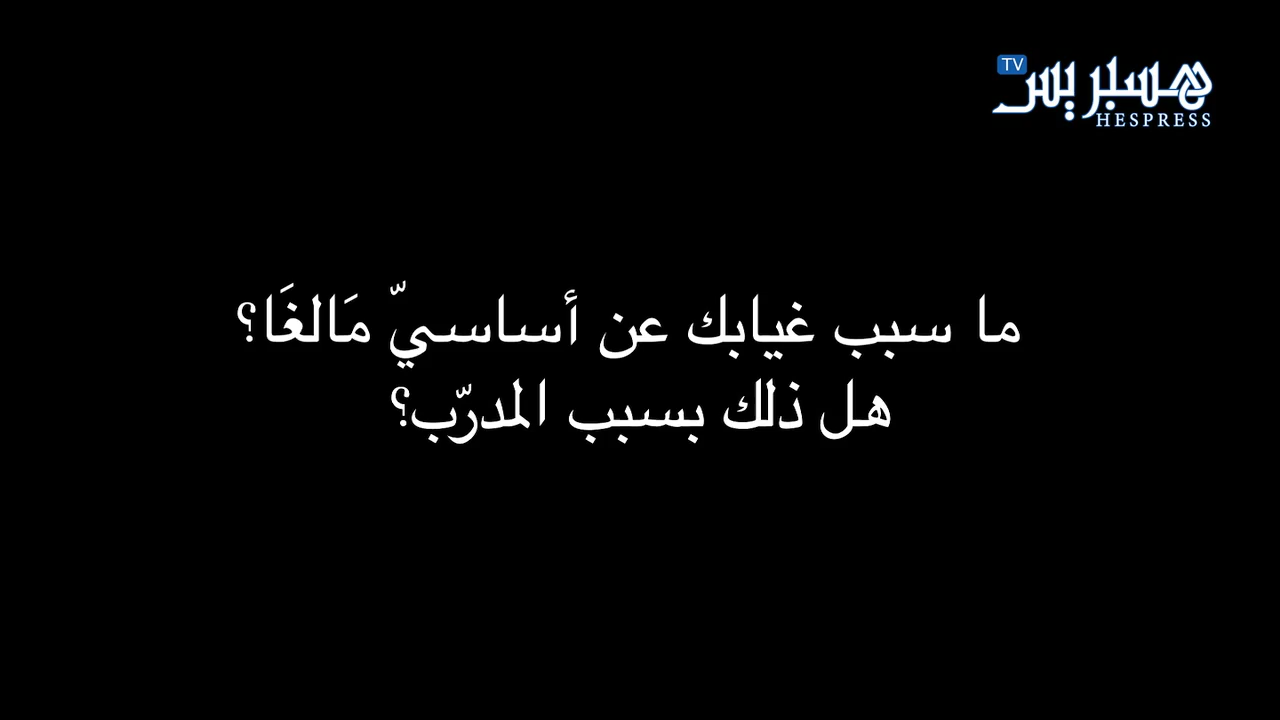 TV هسبريس
HESPRESS
ما سبب غيابك عن أساسيّ مَالغَا؟
هل ذلك بسبب المدرّب؟